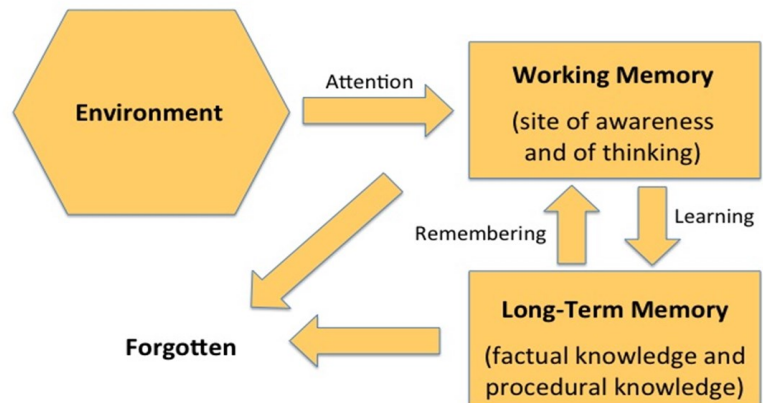 Environment
Attention
Working Memory
(site of awareness
and of thinking)
Remembering
Learning
Long-Term Memory
(factual knowledge and
procedural knowledge)
Forgotten